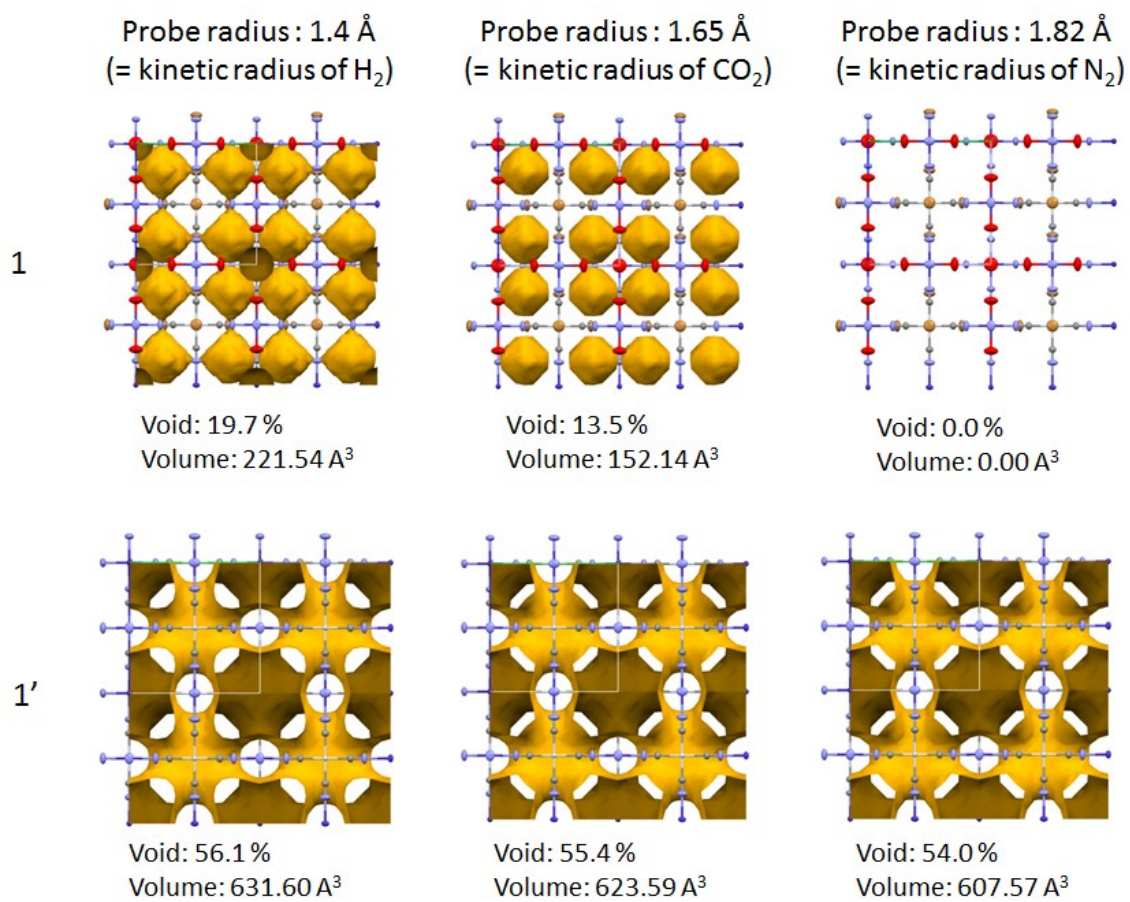 Probe radius : 1.4 Å
(= kinetic radius of H₂)
Probe radius : 1.65 Å
(= kinetic radius of CO₂)
Probe radius : 1.82 Å
(= kinetic radius of N₂)
1
Void: 19.7 %
Volume: 221.54 A³
Void: 13.5 %
Volume: 152.14 A³
Void: 0.0 %
Volume: 0.00 A³
1’
Void: 56.1 %
Volume: 631.60 A³
Void: 55.4 %
Volume: 623.59 A³
Void: 54.0 %
Volume: 607.57 A³